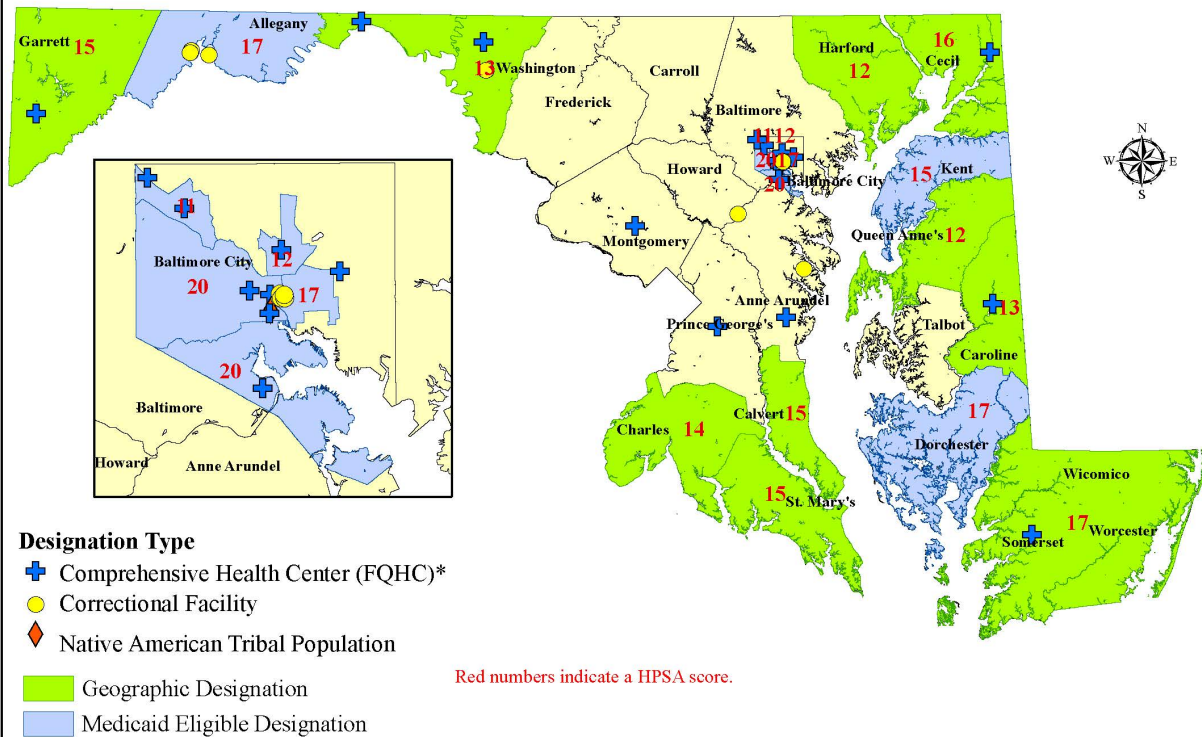 Garrett 15
Allegany
17
13 Washington
Frederick
Carroll
Baltimore
Harford
12
16
Cecil
N
W E
S
11 12
20 17
20
Baltimore City
Howard
Montgomery
15 Kent
Queen Anne's 12
Anne Arundel
Prince George's
Talbot
13
Caroline
Calvert 15
Charles 14
15 St. Mary's
17
Dorchester
Wicomico
17 Worcester
Somerset
11
Baltimore City
12
20
17
20
Baltimore
Howard
Anne Arundel
Designation Type
Comprehensive Health Center (FQHC)*
Correctional Facility
Native American Tribal Population
Geographic Designation
Medicaid Eligible Designation
Red numbers indicate a HPSA score.